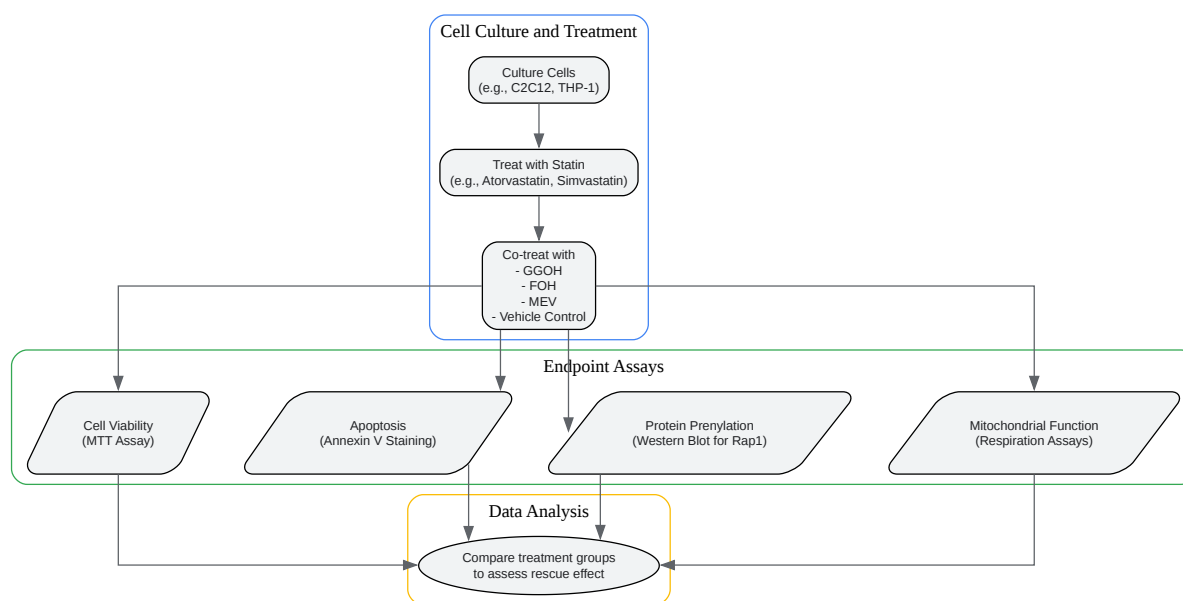 Cell Culture and Treatment
Culture Cells
(e.g., C2C12, THP-1)
Treat with Statin
(e.g., Atorvastatin, Simvastatin)
Co-treat with
- GGOH
- FOH
- MEV
- Vehicle Control
Endpoint Assays
Cell Viability
(MTT Assay)
Apoptosis
(Annexin V Staining)
Protein Prenylation
(Western Blot for Rap1)
Mitochondrial Function
(Respiration Assays)
Data Analysis
Compare treatment groups
to assess rescue effect